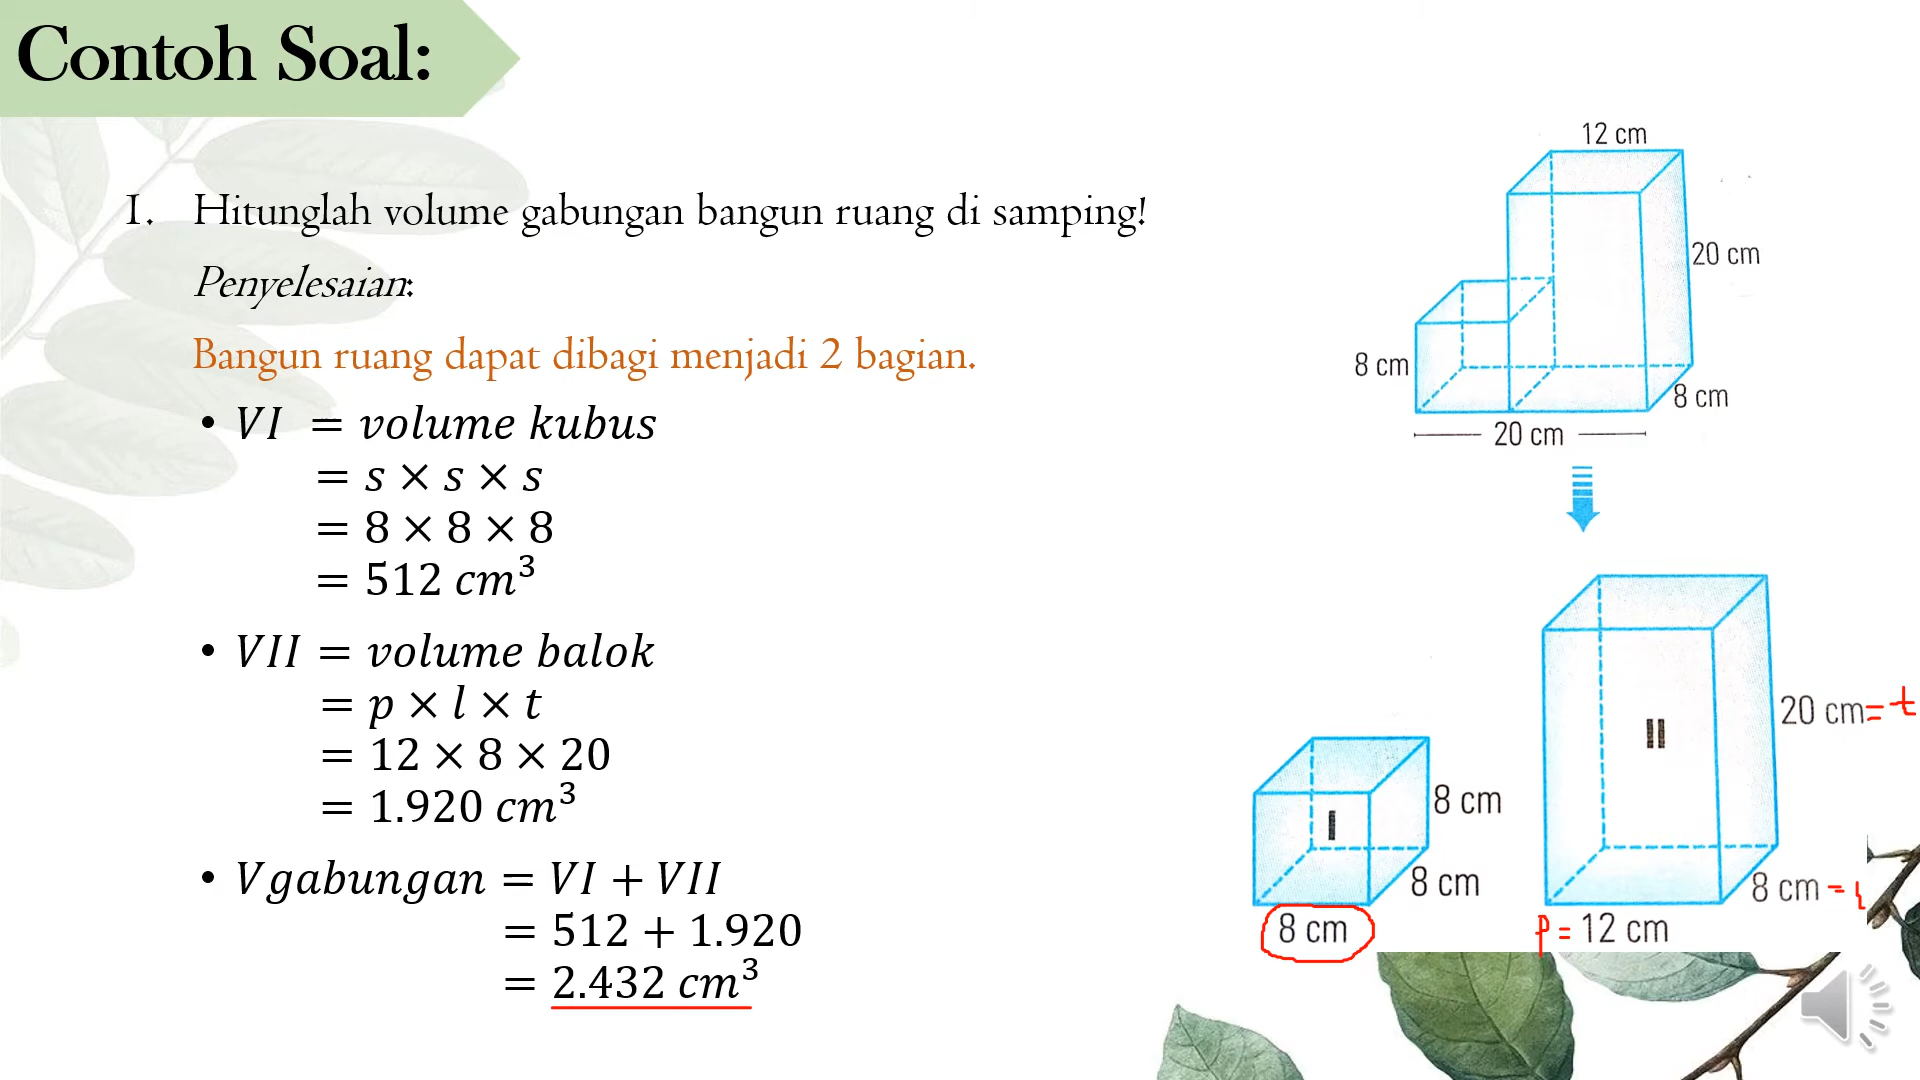 Contoh Soal:
1. Hitunglah volume gabungan bangun ruang di samping!
Penyelesaian:
Bangun ruang dapat dibagi menjadi 2 bagian.
• VI = volume kubus
= s × s × s
= 8 × 8 × 8
= 512 cm³
• VII = volume balok
= p × l × t
= 12 × 8 × 20
= 1.920 cm³
• Vgabungan = VI + VII
= 512 + 1.920
= 2.432 cm³
12 cm
20 cm
8 cm
8 cm
20 cm
I
8 cm
8 cm
8 cm
II
20 cm = t
8 cm = l
p = 12 cm